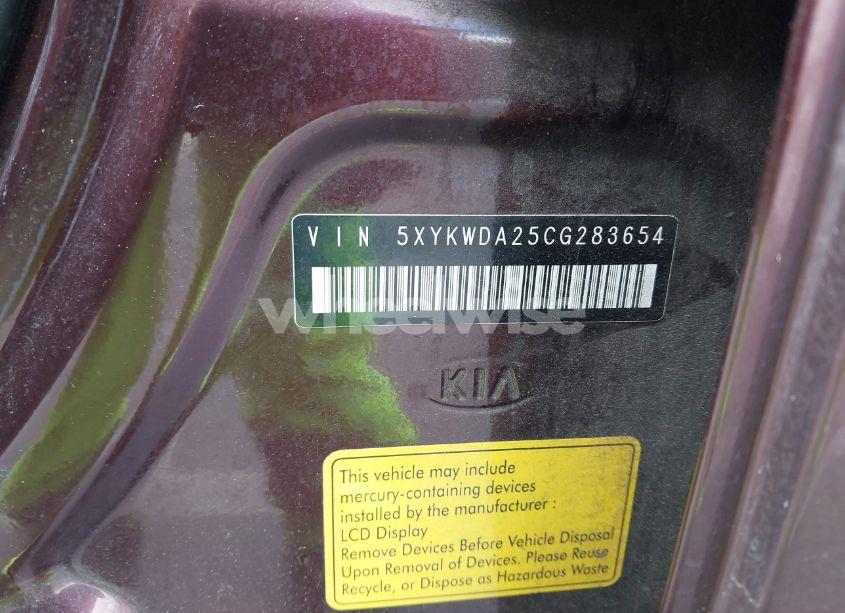 VIN 5XYKWDA25CG283654
wheelwise
KIA
This vehicle may include
mercury-containing devices
installed by the manufacturer :
LCD Display
Remove Devices Before Vehicle Disposal
Upon Removal of Devices. Please Reuse
Recycle, or Dispose as Hazardous Waste